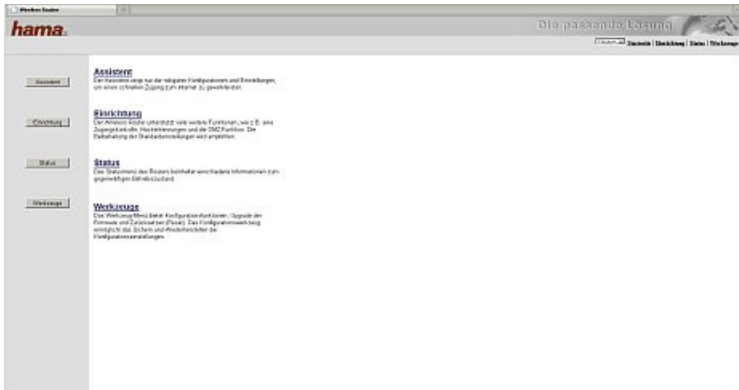 Wireless Router
hama.
Die passende Lösung
Einrichtung | Status | Werkzeuge
Assistent
Assistent
Der Assistent zeigt nur die nötigsten Konfigurationen und Einstellungen,
um einen schnellen Zugang zum Internet zu gewährleisten.
Einrichtung
Einrichtung
Der Wireless Router unterstützt viele weitere Funktionen, wie z.B. eine
Zugangskontrolle, Hackererkennungen und die DMZ Funktion. Die
Beibehaltung der Standardeinstellungen wird empfohlen.
Status
Status
Das Statusmenü des Routers beinhaltet verschiedene Informationen zum
gegenwärtigen Betriebszustand.
Werkzeuge
Werkzeuge
Das Werkzeug-Menü bietet Konfigurationsfunktionen, Upgrade der
Firmware und Zurücksetzen (Reset). Das Konfigurationswerkzeug
ermöglicht das Sichern und Wiederherstellen der
Konfigurationseinstellungen.